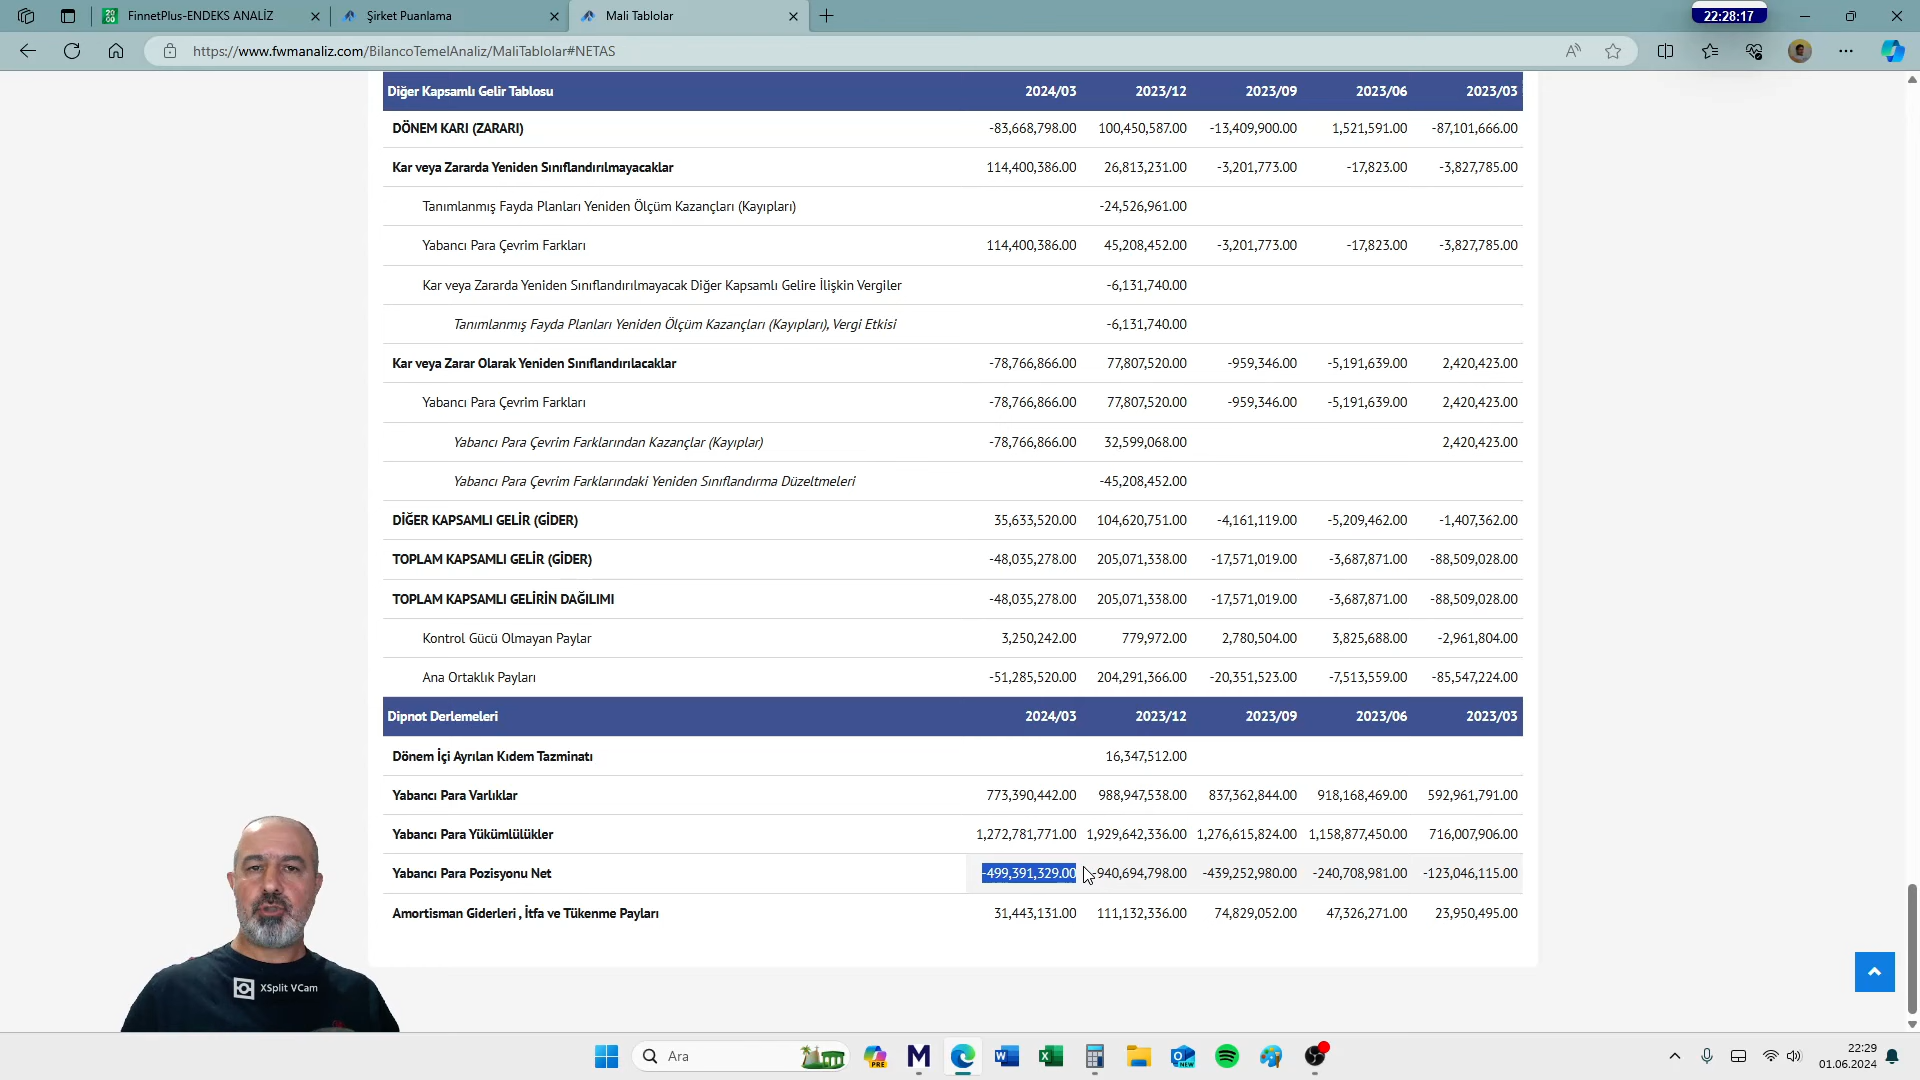 FinnetPlus-ENDEKS ANALİZ
Şirket Puanlama
Mali Tablolar
22:28:17
https://www.fwmanaliz.com/BilancoTemelAnaliz/MaliTablolar#NETAS
Diğer Kapsamlı Gelir Tablosu 2024/03 2023/12 2023/09 2023/06 2023/03
DÖNEM KARI (ZARARI) -83,668,798.00 100,450,587.00 -13,409,900.00 1,521,591.00 -87,101,666.00
Kar veya Zararda Yeniden Sınıflandırılmayacaklar 114,400,386.00 26,813,231.00 -3,201,773.00 -17,823.00 -3,827,785.00
Tanımlanmış Fayda Planları Yeniden Ölçüm Kazançları (Kayıpları) -24,526,961.00
Yabancı Para Çevrim Farkları 114,400,386.00 45,208,452.00 -3,201,773.00 -17,823.00 -3,827,785.00
Kar veya Zararda Yeniden Sınıflandırılmayacak Diğer Kapsamlı Gelire İlişkin Vergiler -6,131,740.00
Tanımlanmış Fayda Planları Yeniden Ölçüm Kazançları (Kayıpları), Vergi Etkisi -6,131,740.00
Kar veya Zarar Olarak Yeniden Sınıflandırılacaklar -78,766,866.00 77,807,520.00 -959,346.00 -5,191,639.00 2,420,423.00
Yabancı Para Çevrim Farkları -78,766,866.00 77,807,520.00 -959,346.00 -5,191,639.00 2,420,423.00
Yabancı Para Çevrim Farklarından Kazançlar (Kayıplar) -78,766,866.00 32,599,068.00 2,420,423.00
Yabancı Para Çevrim Farklarındaki Yeniden Sınıflandırma Düzeltmeleri -45,208,452.00
DİĞER KAPSAMLI GELİR (GİDER) 35,633,520.00 104,620,751.00 -4,161,119.00 -5,209,462.00 -1,407,362.00
TOPLAM KAPSAMLI GELİR (GİDER) -48,035,278.00 205,071,338.00 -17,571,019.00 -3,687,871.00 -88,509,028.00
TOPLAM KAPSAMLI GELİRİN DAĞILIMI -48,035,278.00 205,071,338.00 -17,571,019.00 -3,687,871.00 -88,509,028.00
Kontrol Gücü Olmayan Paylar 3,250,242.00 779,972.00 2,780,504.00 3,825,688.00 -2,961,804.00
Ana Ortaklık Payları -51,285,520.00 204,291,366.00 -20,351,523.00 -7,513,559.00 -85,547,224.00
Dipnot Derlemeleri 2024/03 2023/12 2023/09 2023/06 2023/03
Dönem İçi Ayrılan Kıdem Tazminatı 16,347,512.00
Yabancı Para Varlıklar 773,390,442.00 988,947,538.00 837,362,844.00 918,168,469.00 592,961,791.00
Yabancı Para Yükümlülükler 1,272,781,771.00 1,929,642,336.00 1,276,615,824.00 1,158,877,450.00 716,007,906.00
Yabancı Para Pozisyonu Net -499,391,329.00 -940,694,798.00 -439,252,980.00 -240,708,981.00 -123,046,115.00
Amortisman Giderleri , İtfa ve Tükenme Payları 31,443,131.00 111,132,336.00 74,829,052.00 47,326,271.00 23,950,495.00
XSplit VCam
Ara
PRE
NEW
22:29
01.06.2024